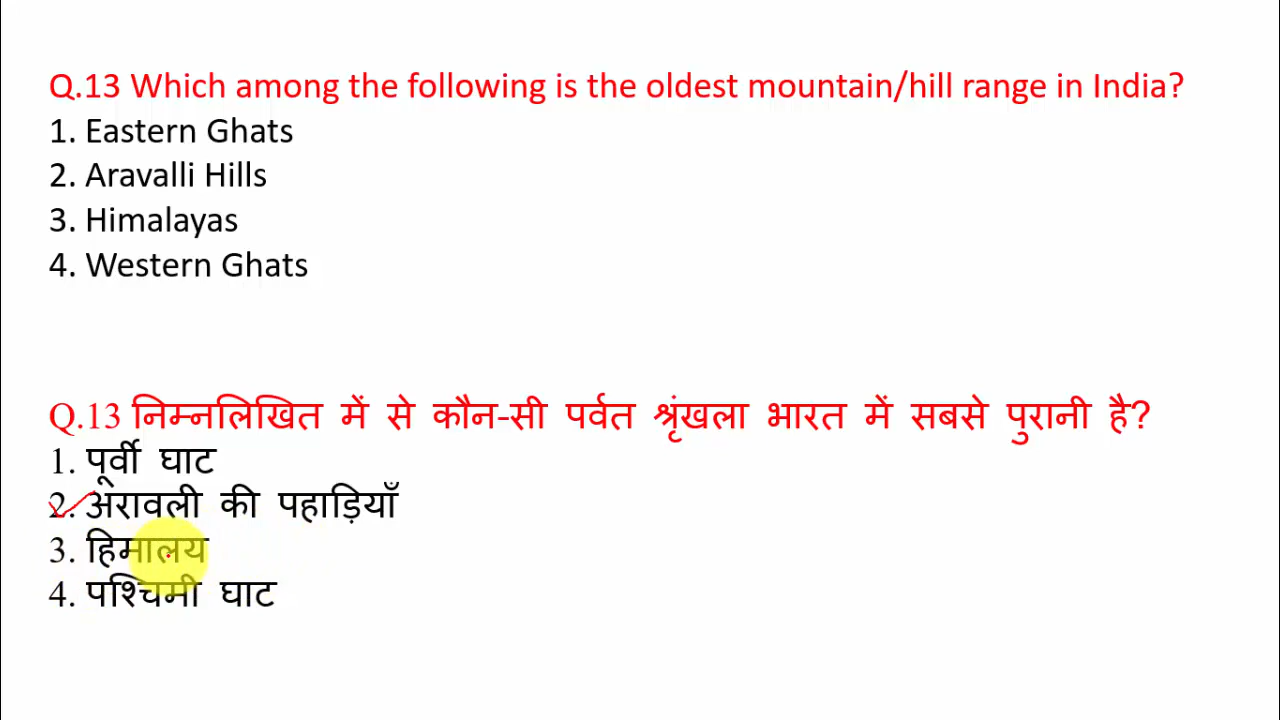 Q.13 Which among the following is the oldest mountain/hill range in India?
1. Eastern Ghats
2. Aravalli Hills
3. Himalayas
4. Western Ghats
Q.13 निम्नलिखित में से कौन-सी पर्वत श्रृंखला भारत में सबसे पुरानी है?
1. पूर्वी घाट
2. अरावली की पहाड़ियाँ
3. हिमालय
4. पश्चिमी घाट